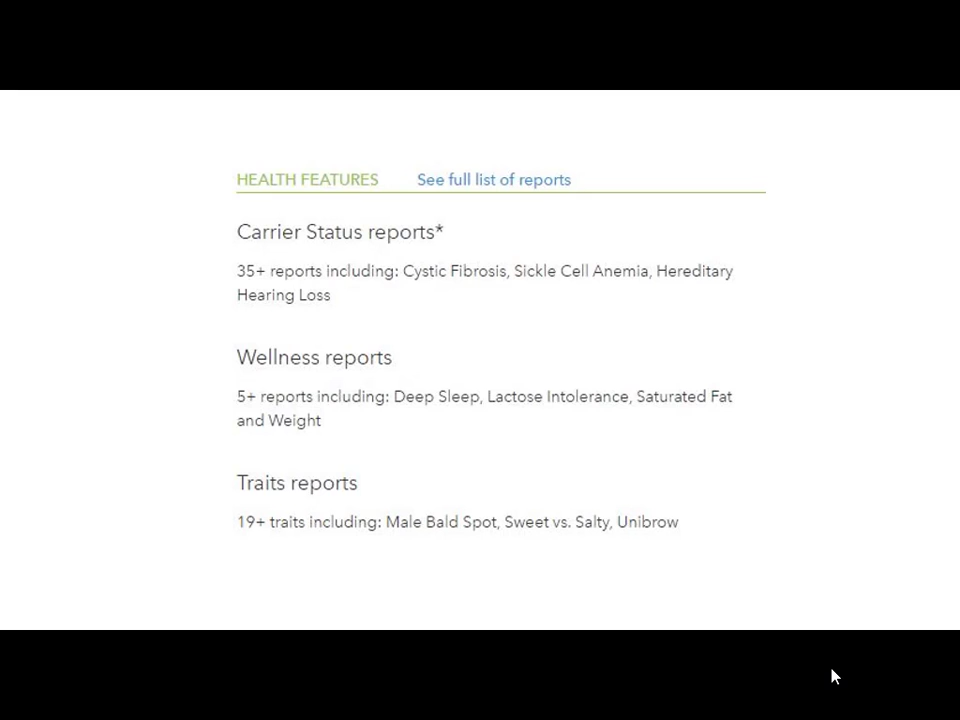 HEALTH FEATURES See full list of reports
Carrier Status reports*
35+ reports including: Cystic Fibrosis, Sickle Cell Anemia, Hereditary
Hearing Loss
Wellness reports
5+ reports including: Deep Sleep, Lactose Intolerance, Saturated Fat
and Weight
Traits reports
19+ traits including: Male Bald Spot, Sweet vs. Salty, Unibrow